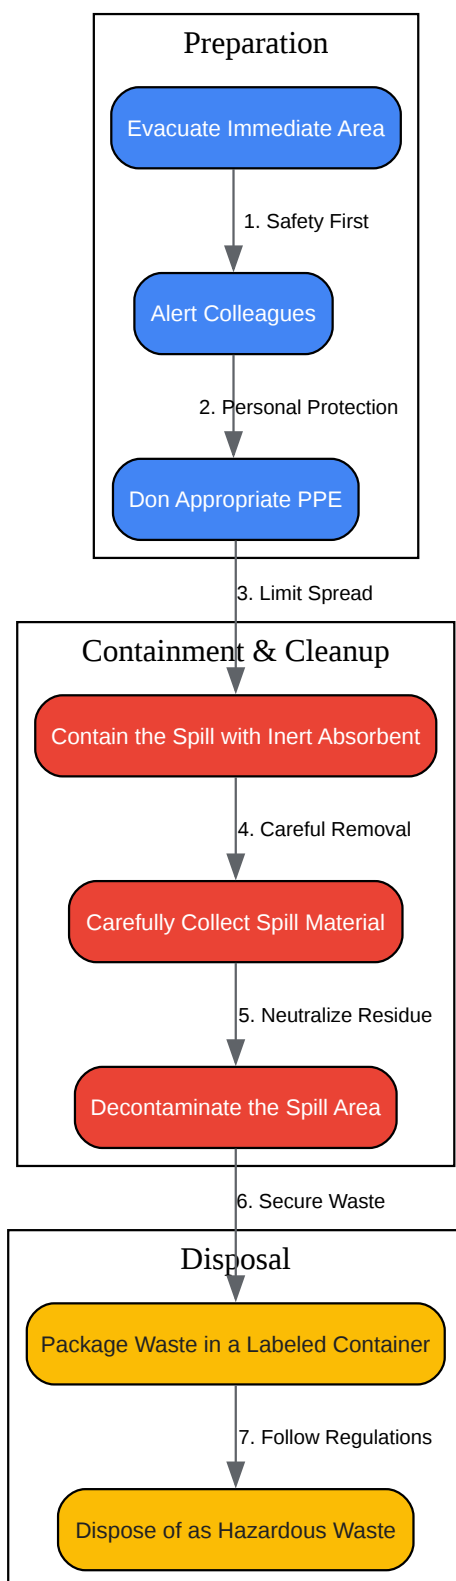 Preparation
Evacuate Immediate Area
1. Safety First
Alert Colleagues
2. Personal Protection
Don Appropriate PPE
3. Limit Spread
Containment & Cleanup
Contain the Spill with Inert Absorbent
4. Careful Removal
Carefully Collect Spill Material
5. Neutralize Residue
Decontaminate the Spill Area
6. Secure Waste
Disposal
Package Waste in a Labeled Container
7. Follow Regulations
Dispose of as Hazardous Waste